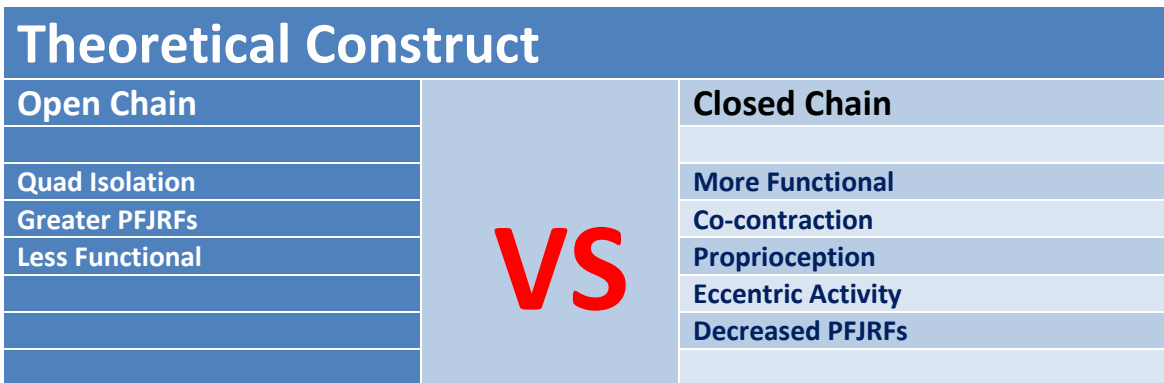 Theoretical Construct
Open Chain
Quad Isolation
Greater PFJRFs
Less Functional
VS
Closed Chain
More Functional
Co-contraction
Proprioception
Eccentric Activity
Decreased PFJRFs